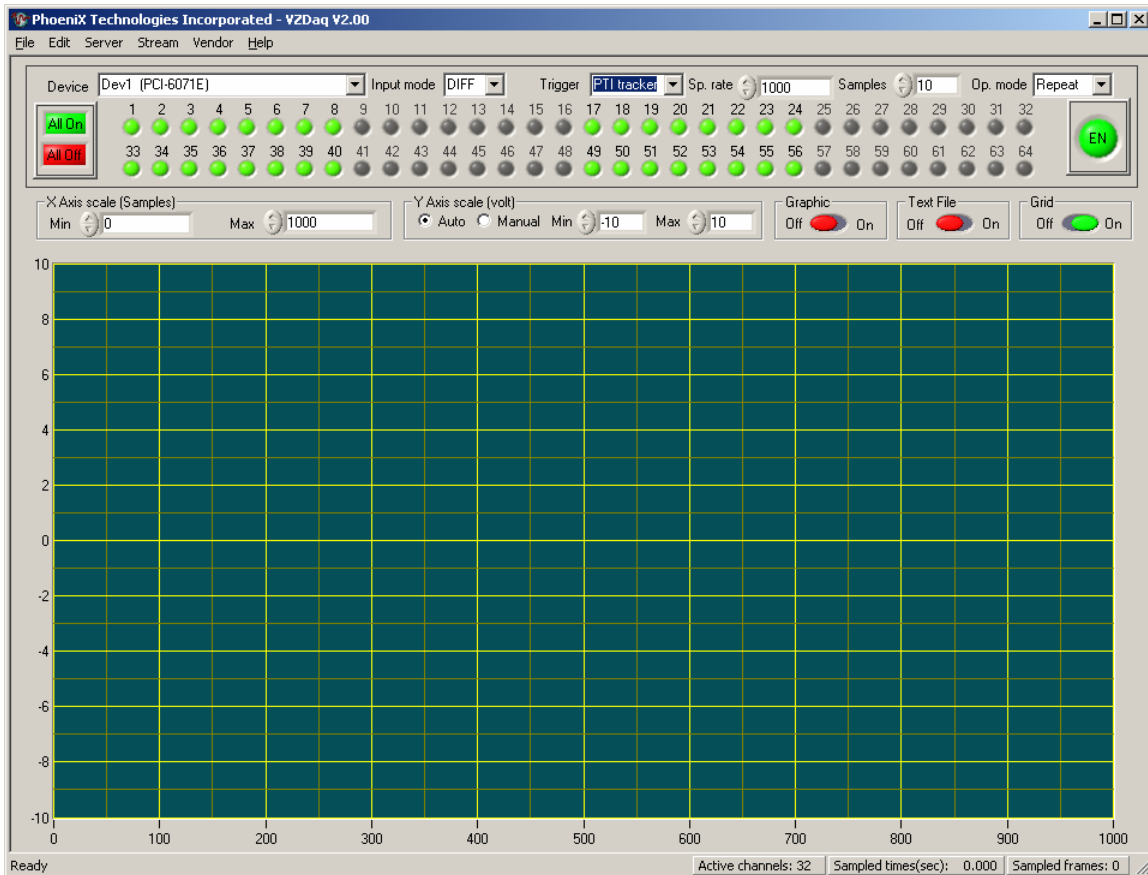 PhoeniX Technologies Incorporated - VZDaq V2.00
File Edit Server Stream Vendor Help
Device Dev1 (PCI-6071E) Input mode DIFF Trigger PTI tracker Sp. rate 1000 Samples 10 Op. mode Repeat
1 2 3 4 5 6 7 8 9 10 11 12 13 14 15 16 17 18 19 20 21 22 23 24 25 26 27 28 29 30 31 32
All On
EN
All Off
33 34 35 36 37 38 39 40 41 42 43 44 45 46 47 48 49 50 51 52 53 54 55 56 57 58 59 60 61 62 63 64
X Axis scale (Samples) Y Axis scale (volt) Graphic Text File Grid
Min 0 Max 1000 Auto Manual Min -10 Max 10 Off On Off On Off On
10
8
6
4
2
0
-2
-4
-6
-8
-10
0 100 200 300 400 500 600 700 800 900 1000
Ready Active channels: 32 Sampled times(sec): 0.000 Sampled frames: 0